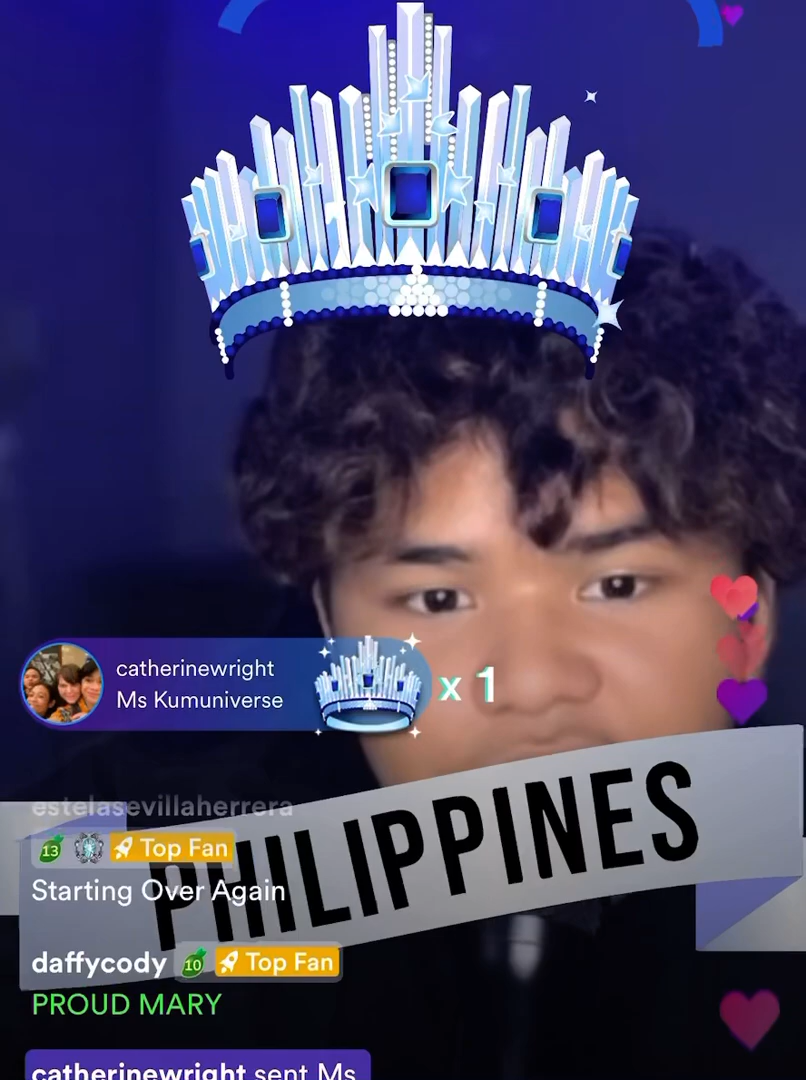 catherinewright
Ms Kumuniverse
x 1
PHILIPPINES
estelasevillaherrera
13 Top Fan
Starting Over Again
daffycody 10 Top Fan
PROUD MARY
catherinewright sent Ms